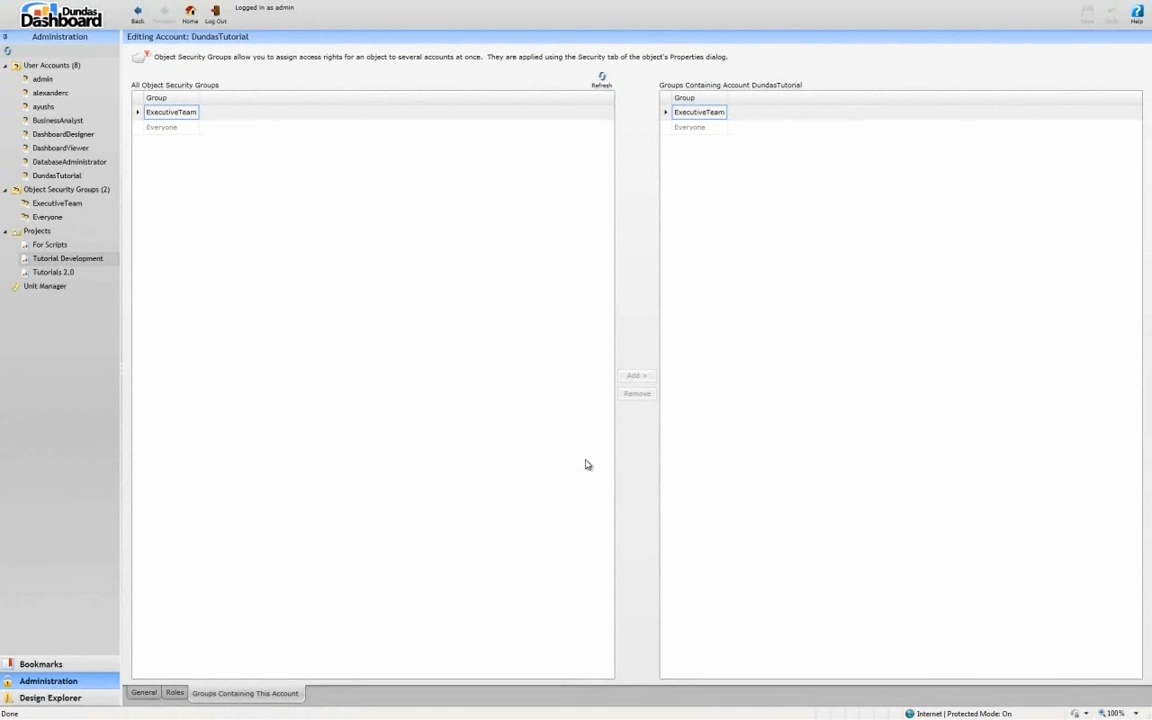 Dundas
Dashboard
Back
Home
Log Out
Logged in as admin
Help
Administration
Editing Account: DundasTutorial
Object Security Groups allow you to assign access rights for an object to several accounts at once. They are applied using the Security tab of the object's Properties dialog.
User Accounts (8)
admin
alexanderc
ayushs
BusinessAnalyst
DashboardDesigner
DashboardViewer
DatabaseAdministrator
DundasTutorial
Object Security Groups (2)
ExecutiveTeam
Everyone
Projects
For Scripts
Tutorial Development
Tutorials 2.0
Unit Manager
All Object Security Groups
Refresh
Group
ExecutiveTeam
Everyone
Add >
Remove
Groups Containing Account DundasTutorial
Group
ExecutiveTeam
Everyone
Bookmarks
Administration
Design Explorer
General
Roles
Groups Containing This Account
Done
Internet | Protected Mode: On
100%